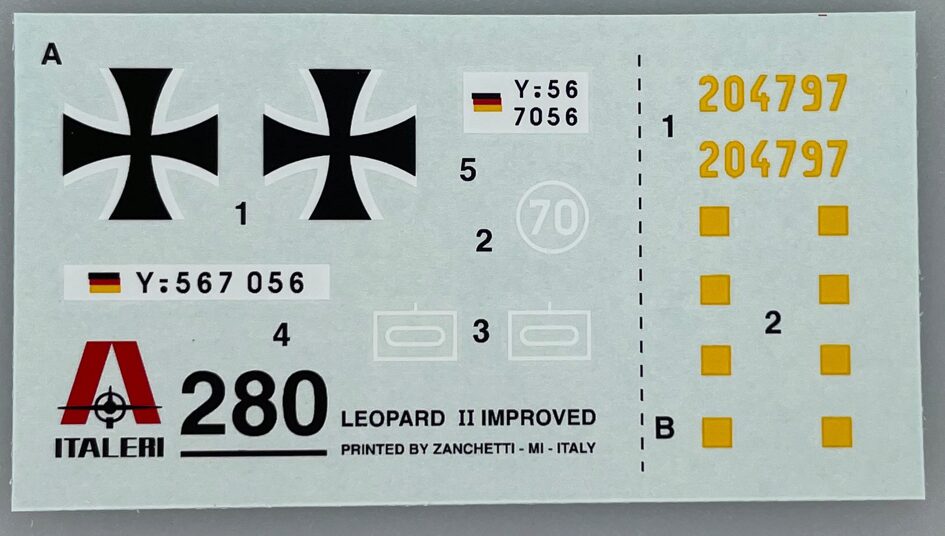 A
1
Y:56
7056
5
70
2
Y:567 056
4
3
ITALERI
280
LEOPARD II IMPROVED
PRINTED BY ZANCHETTI - MI - ITALY
1
204797
204797
2
B